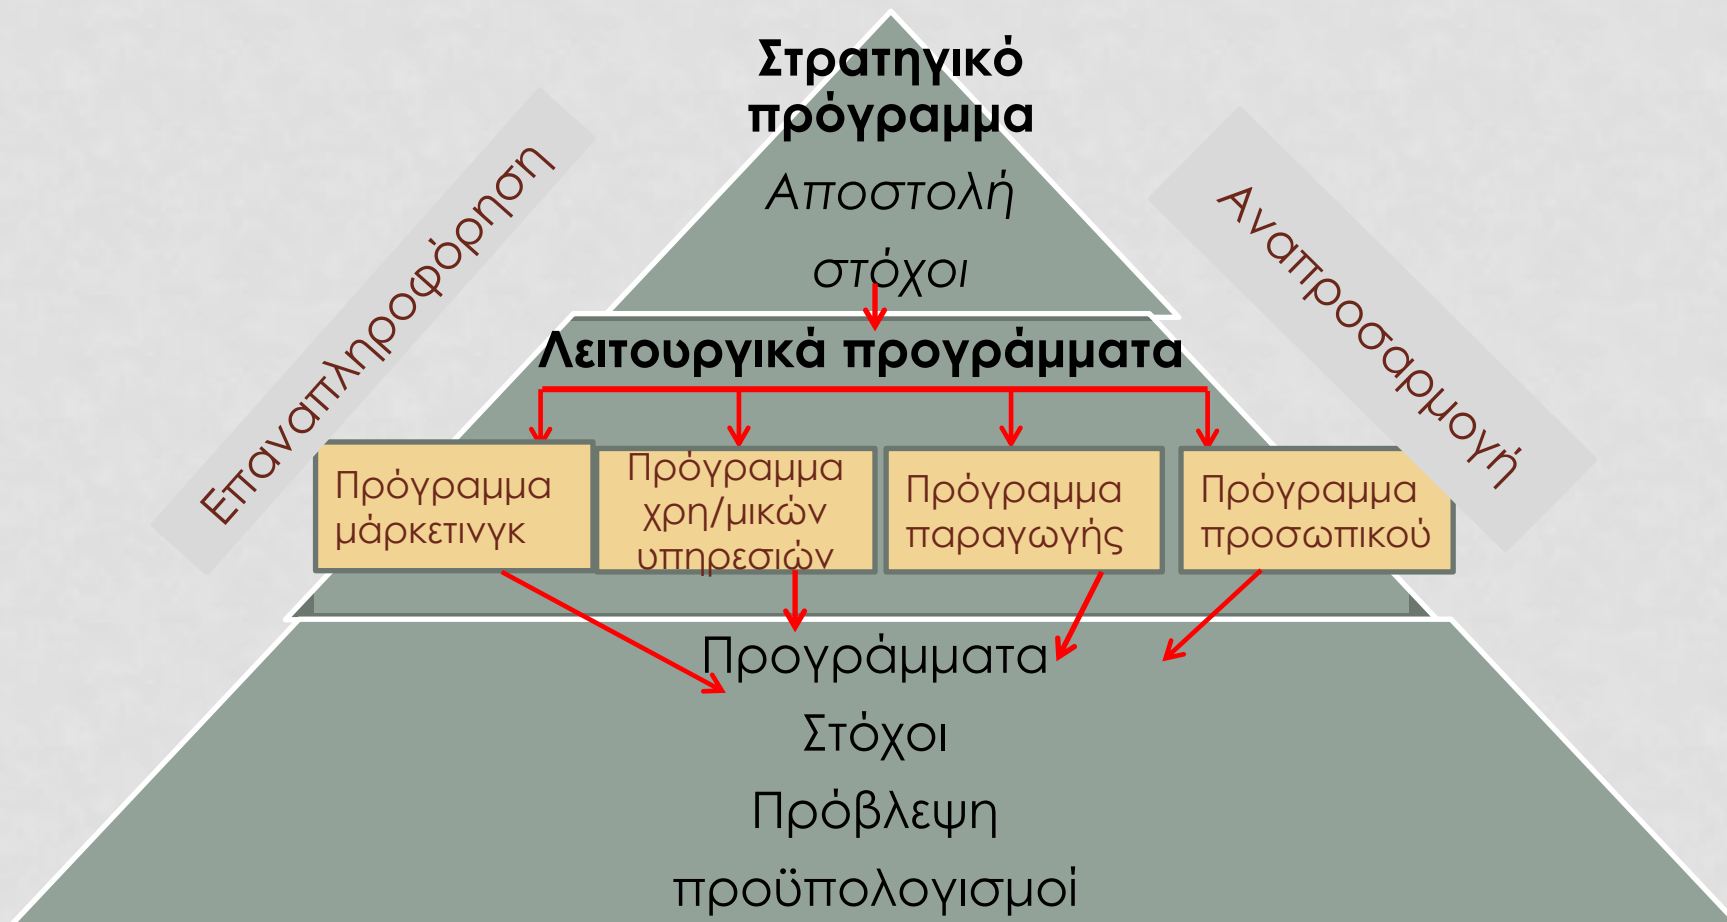 Στρατηγικό
πρόγραμμα
Αποστολή
στόχοι
Επαναπληροφόρηση
Αναπροσαρμογή
Λειτουργικά προγράμματα
Πρόγραμμα
μάρκετινγκ
Πρόγραμμα
χρη/μικών
υπηρεσιών
Πρόγραμμα
παραγωγής
Πρόγραμμα
προσωπικού
Προγράμματα
Στόχοι
Πρόβλεψη
προϋπολογισμοί